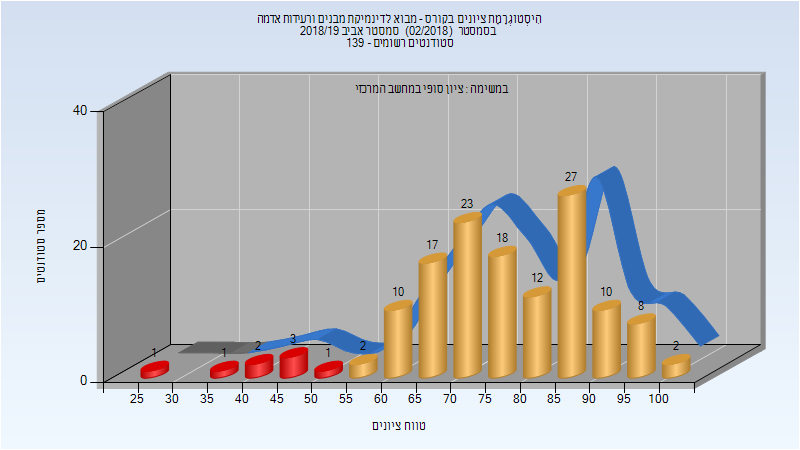 היסטוגרמת ציונים בקורס - מבוא לדינמיקת מבנים ורעידות אדמה
בסמסטר (02/2018) סמסטר אביב 2018/19
סטודנטים רשומים - 139
במשימה : ציון סופי במחשב המרכזי
מספר סטודנטים
40
20
0
1
1
2
3
1
2
10
17
23
18
12
27
10
8
2
25 30 35 40 45 50 55 60 65 70 75 80 85 90 95 100
טווח ציונים